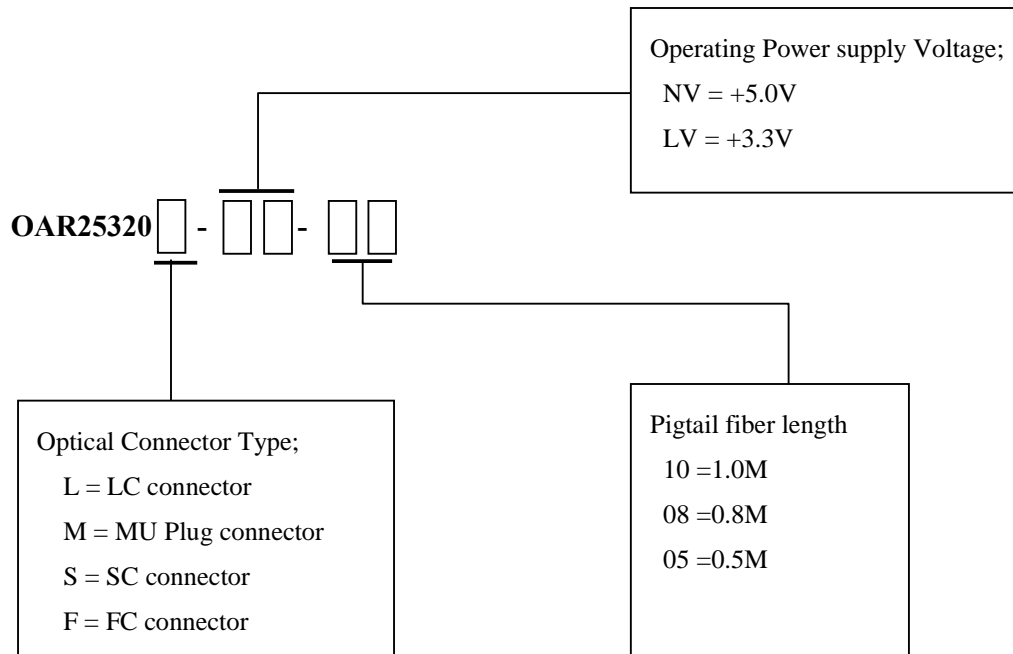 Operating Power supply Voltage;
NV = +5.0V
LV = +3.3V
OAR25320 - -
Optical Connector Type;
L = LC connector
M = MU Plug connector
S = SC connector
F = FC connector
Pigtail fiber length
10 =1.0M
08 =0.8M
05 =0.5M